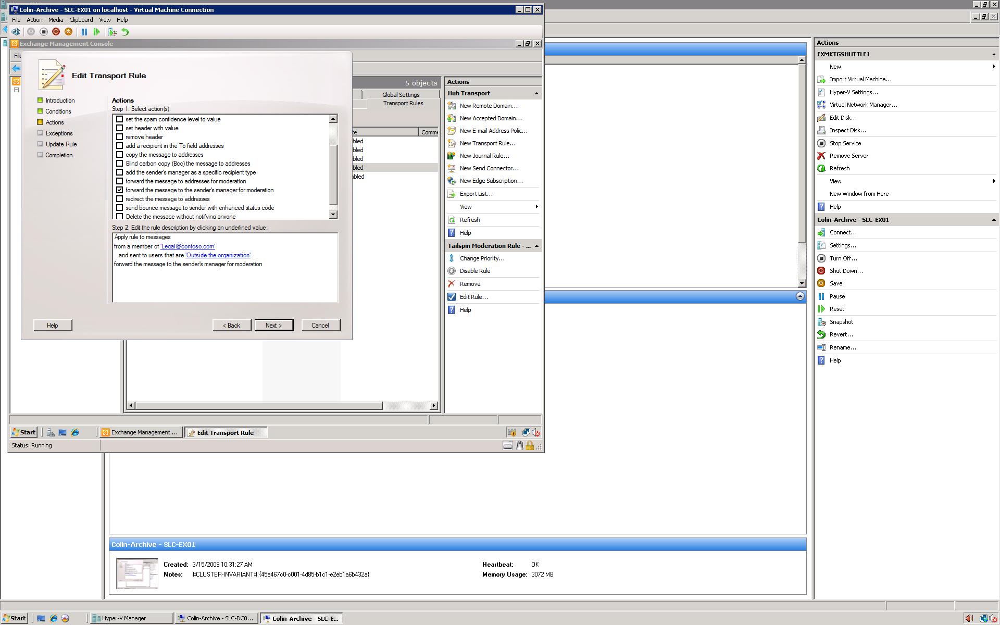 Colin-Archive - SLC-EX01 on localhost - Virtual Machine Connection
File Action Media Clipboard View Help
Exchange Management Console
File
Edit Transport Rule
Introduction
Conditions
Actions
Exceptions
Update Rule
Completion
Actions
Step 1: Select action(s):
set the spam confidence level to value
set header with value
remove header
add a recipient in the To field addresses
copy the message to addresses
Blind carbon copy (Bcc) the message to addresses
add the sender's manager as a specific recipient type
forward the message to addresses for moderation
forward the message to the sender's manager for moderation
redirect the message to addresses
send bounce message to sender with enhanced status code
Delete the message without notifying anyone
Step 2: Edit the rule description by clicking an underlined value:
Apply rule to messages
from a member of 'Legal@contoso.com'
and sent to users that are 'Outside the organization'
forward the message to the sender's manager for moderation
Help
< Back
Next >
Cancel
5 objects
Global Settings
Transport Rules
te
Comme
bled
bled
bled
bled
abled
Actions
Hub Transport
New Remote Domain...
New Accepted Domain...
New E-mail Address Polic...
New Transport Rule...
New Journal Rule...
New Send Connector...
New Edge Subscription...
Export List...
View
Refresh
Help
Tailspin Moderation Rule - ...
Change Priority...
Disable Rule
Remove
Edit Rule...
Help
Start
Exchange Management ...
Edit Transport Rule
Status: Running
Colin-Archive - SLC-EX01
Created: 3/15/2009 10:31:27 AM
Notes: #CLUSTER-INVARIANT#:{45a467c0-c001-4d85-b1c1-e2eb1a6b432a}
Heartbeat: OK
Memory Usage: 3072 MB
Actions
EXMKTGSHUTTLE1
New
Import Virtual Machine...
Hyper-V Settings...
Virtual Network Manager...
Edit Disk...
Inspect Disk...
Stop Service
Remove Server
Refresh
View
New Window from Here
Help
Colin-Archive - SLC-EX01
Connect...
Settings...
Turn Off...
Shut Down...
Save
Pause
Reset
Snapshot
Revert...
Rename...
Help
Start
Hyper-V Manager
Colin-Archive - SLC-DC0...
Colin-Archive - SLC-E...